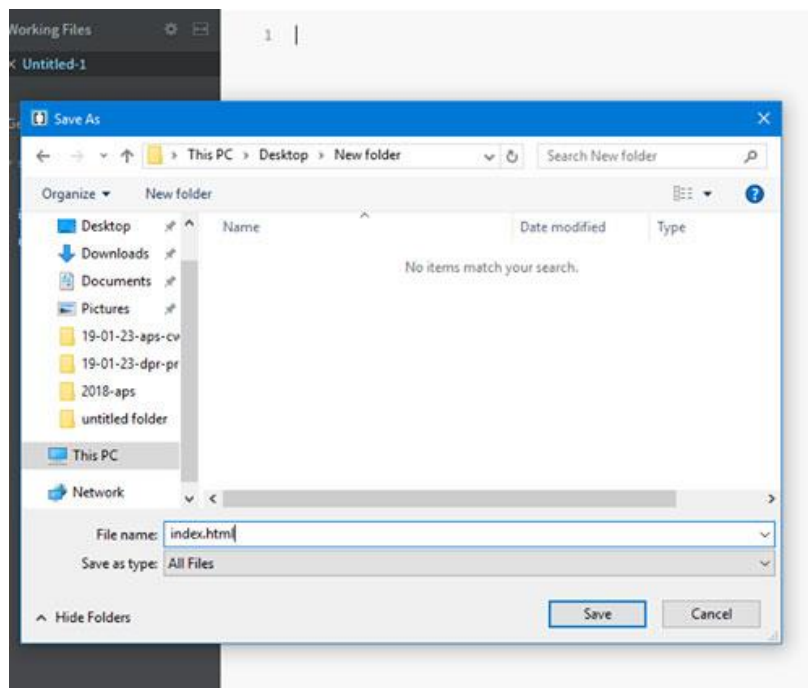 Working Files
1
× Untitled-1
Save As
This PC > Desktop > New folder
Search New folder
Organize
New folder
Name
Date modified
Type
Desktop
No items match your search.
Downloads
Documents
Pictures
19-01-23-aps-cw
19-01-23-dpr-pr
2018-aps
untitled folder
This PC
Network
File name: index.html
Save as type: All Files
Hide Folders
Save
Cancel